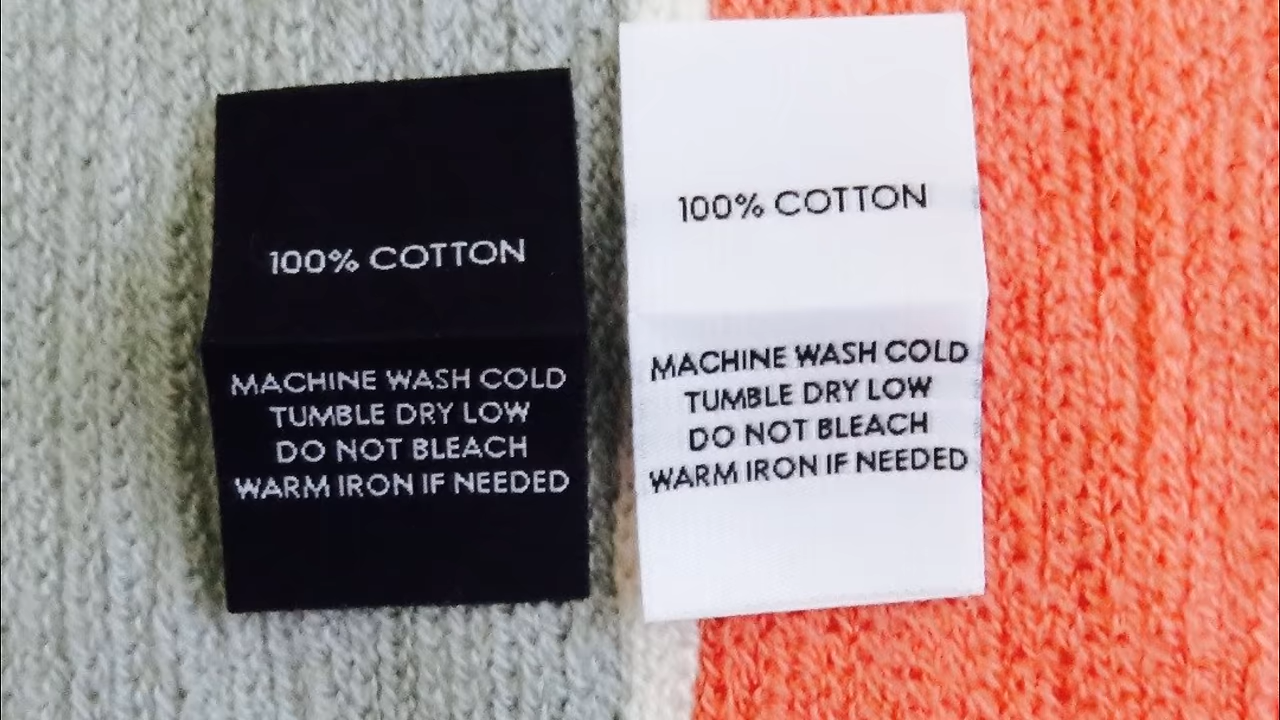 100% COTTON
MACHINE WASH COLD
TUMBLE DRY LOW
DO NOT BLEACH
WARM IRON IF NEEDED
100% COTTON
MACHINE WASH COLD
TUMBLE DRY LOW
DO NOT BLEACH
WARM IRON IF NEEDED